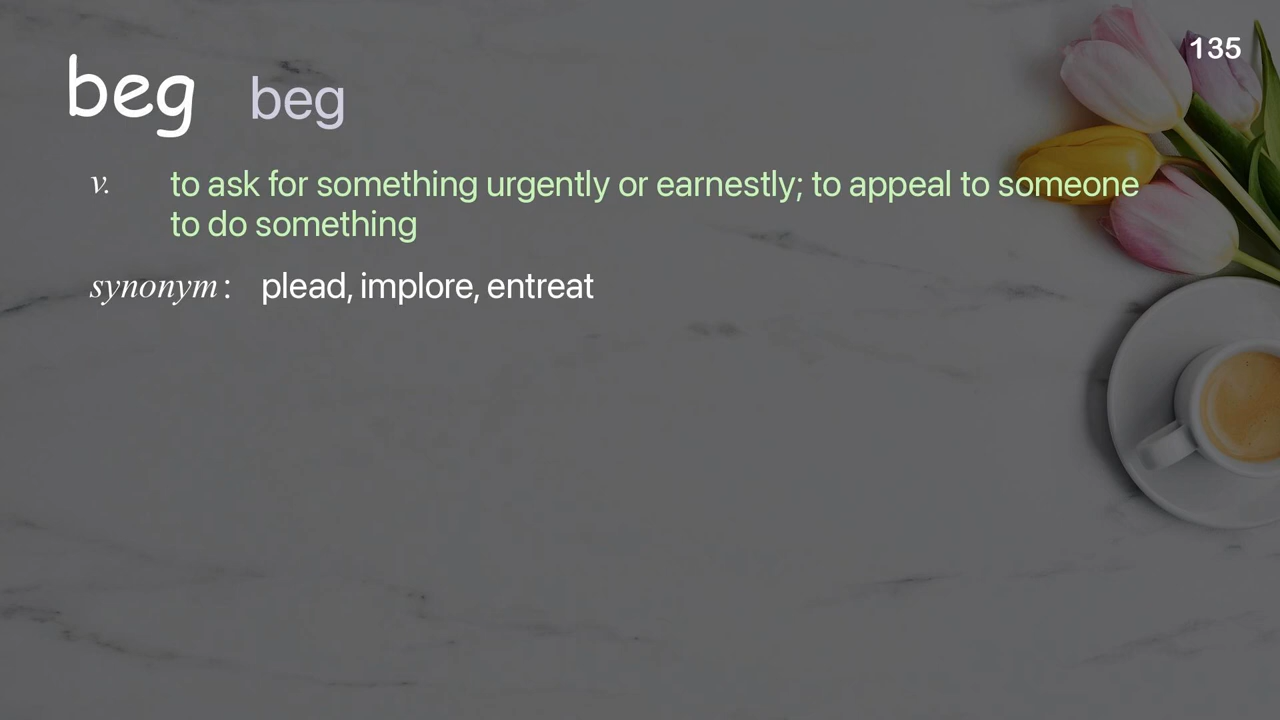 135
beg beg
v. to ask for something urgently or earnestly; to appeal to someone
to do something
synonym: plead, implore, entreat